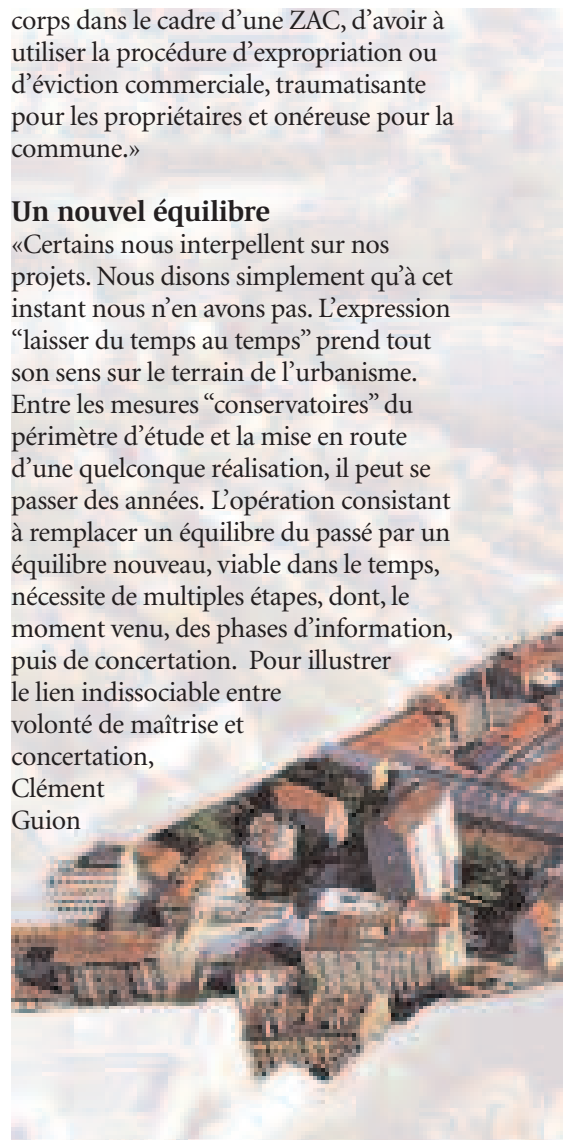 corps dans le cadre d’une ZAC, d’avoir à
utiliser la procédure d’expropriation ou
d’éviction commerciale, traumatisante
pour les propriétaires et onéreuse pour la
commune.»
Un nouvel équilibre
«Certains nous interpellent sur nos
projets. Nous disons simplement qu’à cet
instant nous n’en avons pas. L’expression
“laisser du temps au temps” prend tout
son sens sur le terrain de l’urbanisme.
Entre les mesures “conservatoires” du
périmètre d’étude et la mise en route
d’une quelconque réalisation, il peut se
passer des années. L’opération consistant
à remplacer un équilibre du passé par un
équilibre nouveau, viable dans le temps,
nécessite de multiples étapes, dont, le
moment venu, des phases d’information,
puis de concertation. Pour illustrer
le lien indissociable entre
volonté de maîtrise et
concertation,
Clément
Guion